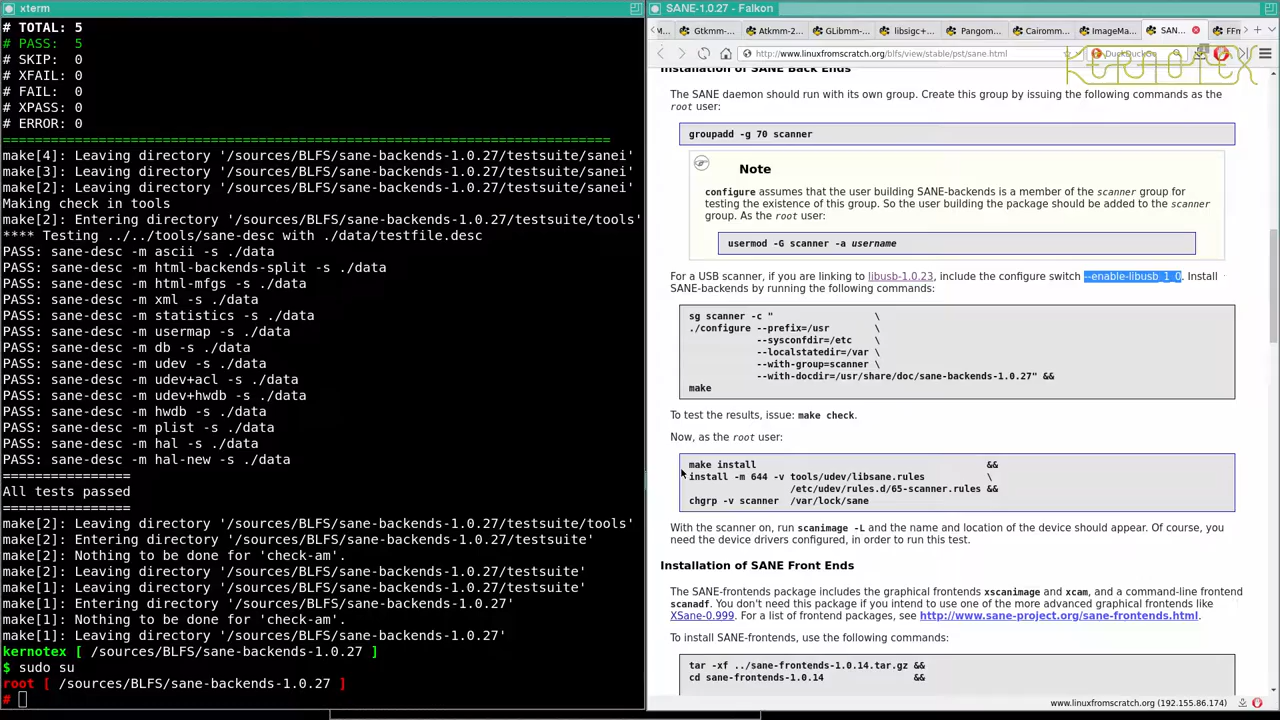 xterm
# TOTAL: 5
# PASS:  5
# SKIP:  0
# XFAIL: 0
# FAIL:  0
# XPASS: 0
# ERROR: 0
============================================================================
make[4]: Leaving directory '/sources/BLFS/sane-backends-1.0.27/testsuite/sanei'
make[3]: Leaving directory '/sources/BLFS/sane-backends-1.0.27/testsuite/sanei'
make[2]: Leaving directory '/sources/BLFS/sane-backends-1.0.27/testsuite/sanei'
Making check in tools
make[2]: Entering directory '/sources/BLFS/sane-backends-1.0.27/testsuite/tools'
**** Testing ../../tools/sane-desc with ./data/testfile.desc
PASS: sane-desc -m ascii -s ./data
PASS: sane-desc -m html-backends-split -s ./data
PASS: sane-desc -m html-mfgs -s ./data
PASS: sane-desc -m xml -s ./data
PASS: sane-desc -m statistics -s ./data
PASS: sane-desc -m usermap -s ./data
PASS: sane-desc -m db -s ./data
PASS: sane-desc -m udev -s ./data
PASS: sane-desc -m udev+acl -s ./data
PASS: sane-desc -m udev+hwdb -s ./data
PASS: sane-desc -m hwdb -s ./data
PASS: sane-desc -m plist -s ./data
PASS: sane-desc -m hal -s ./data
PASS: sane-desc -m hal-new -s ./data
================
All tests passed
================
make[2]: Leaving directory '/sources/BLFS/sane-backends-1.0.27/testsuite/tools'
make[2]: Entering directory '/sources/BLFS/sane-backends-1.0.27/testsuite'
make[2]: Nothing to be done for 'check-am'.
make[2]: Leaving directory '/sources/BLFS/sane-backends-1.0.27/testsuite'
make[1]: Leaving directory '/sources/BLFS/sane-backends-1.0.27/testsuite'
make[1]: Entering directory '/sources/BLFS/sane-backends-1.0.27'
make[1]: Nothing to be done for 'check-am'.
make[1]: Leaving directory '/sources/BLFS/sane-backends-1.0.27'
kernotex [ /sources/BLFS/sane-backends-1.0.27 ]
$ sudo su
root [ /sources/BLFS/sane-backends-1.0.27 ]
#
SANE-1.0.27 - Falkon
M... Gtkmm-... Atkmm-2... GLibmm-... libsigc+... Pangom... Cairomm... ImageMa... SAN... FFn
http://www.linuxfromscratch.org/blfs/view/stable/pst/sane.html DuckDuckGo
KERNOTEX
Installation of SANE Back Ends
The SANE daemon should run with its own group. Create this group by issuing the following commands as the
root user:
groupadd -g 70 scanner
Note
configure assumes that the user building SANE-backends is a member of the scanner group for
testing the existence of this group. So the user building the package should be added to the scanner
group. As the root user:
usermod -G scanner -a username
For a USB scanner, if you are linking to libusb-1.0.23, include the configure switch --enable-libusb_1_0. Install
SANE-backends by running the following commands:
sg scanner -c " \
./configure --prefix=/usr \
--sysconfdir=/etc \
--localstatedir=/var \
--with-group=scanner \
--with-docdir=/usr/share/doc/sane-backends-1.0.27" &&
make
To test the results, issue: make check.
Now, as the root user:
make install &&
install -m 644 -v tools/udev/libsane.rules \
/etc/udev/rules.d/65-scanner.rules &&
chgrp -v scanner /var/lock/sane
With the scanner on, run scanimage -L and the name and location of the device should appear. Of course, you
need the device drivers configured, in order to run this test.
Installation of SANE Front Ends
The SANE-frontends package includes the graphical frontends xscanimage and xcam, and a command-line frontend
scanadf. You don't need this package if you intend to use one of the more advanced graphical frontends like
XSane-0.999. For a list of frontend packages, see http://www.sane-project.org/sane-frontends.html.
To install SANE-frontends, use the following commands:
tar -xf ../sane-frontends-1.0.14.tar.gz &&
cd sane-frontends-1.0.14 &&
www.linuxfromscratch.org (192.155.86.174)